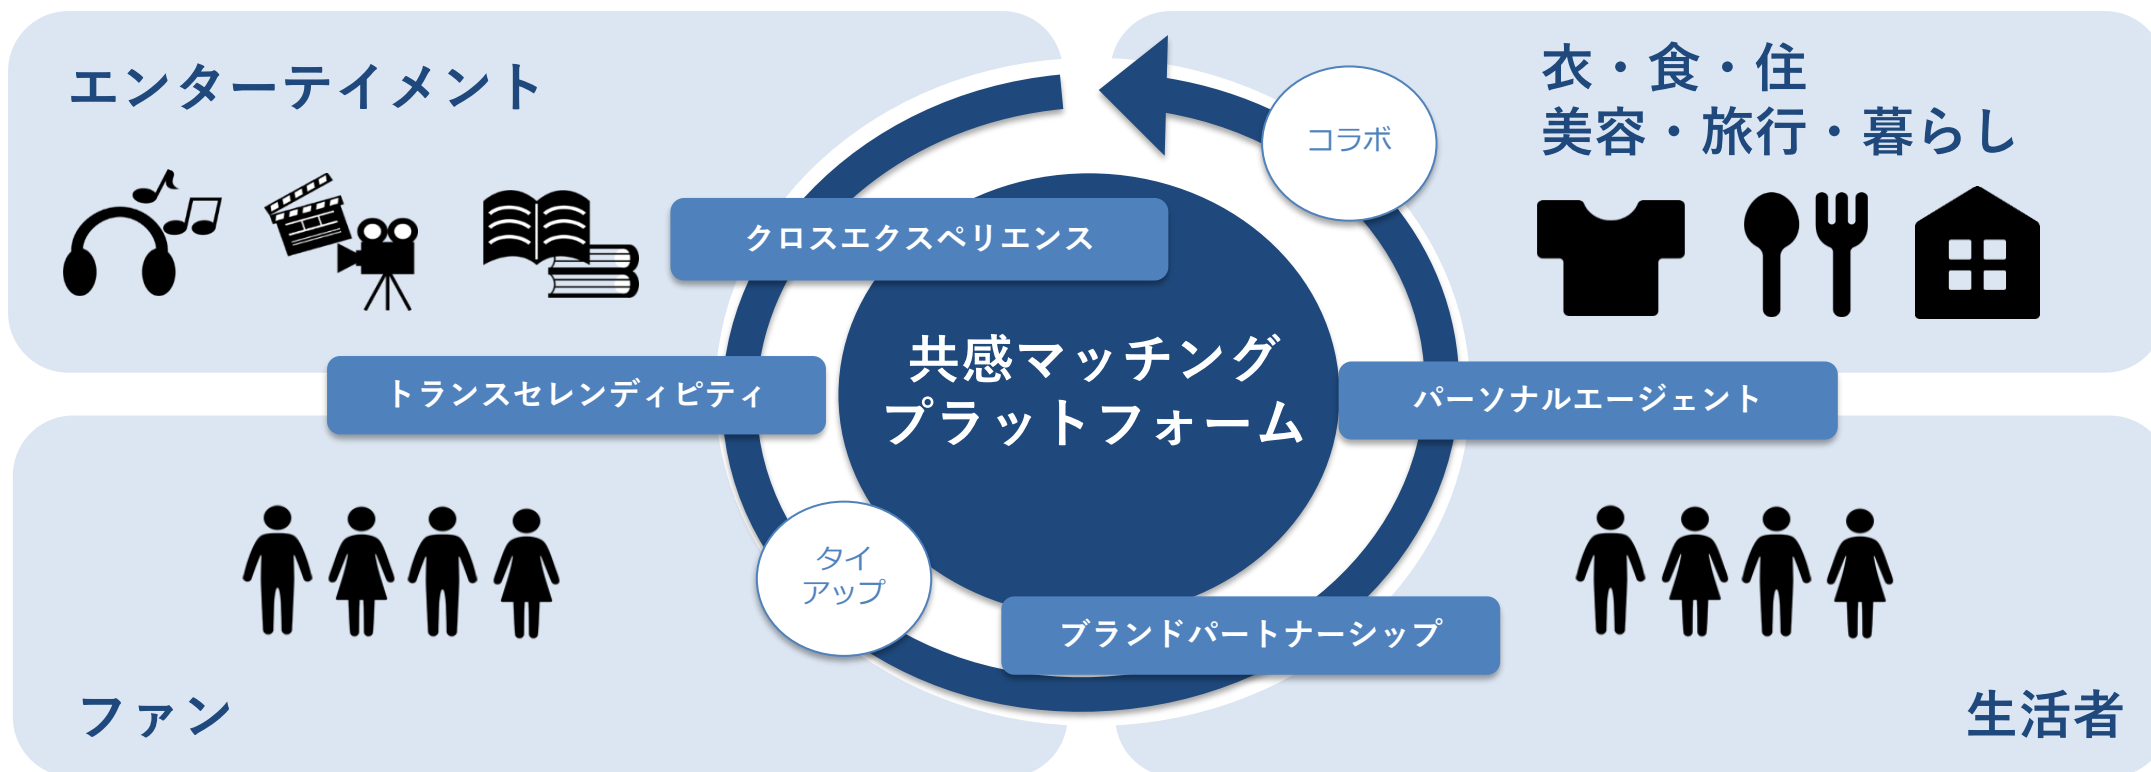 エンターテイメント
衣・食・住
美容・旅行・暮らし
コラボ
クロスエクスペリエンス
共感マッチング
プラットフォーム
トランスセレンディピティ
パーソナルエージェント
タイ
アップ
ブランドパートナーシップ
ファン
生活者